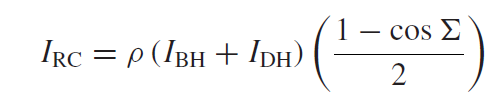 I_RC = ρ (I_BH + I_DH) ((1 − cos Σ) / 2)